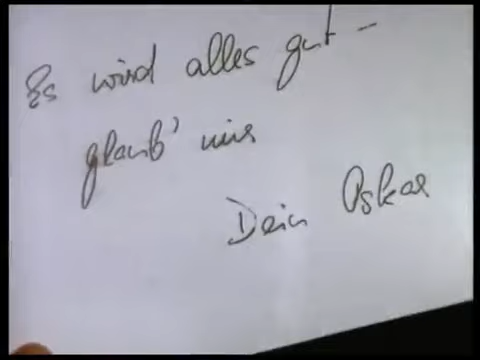 Es wird alles gut –
glaub' mir
Dein Oskar